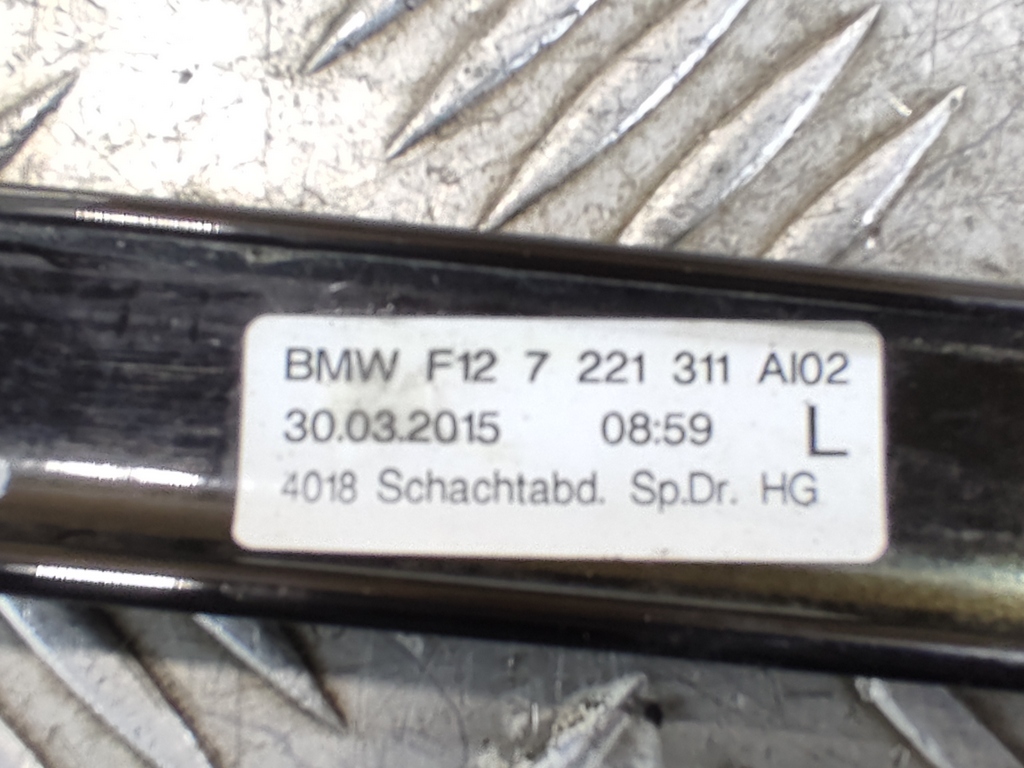 BMW F12 7 221 311 AI02
30.03.2015 08:59 L
4018 Schachtabd. Sp.Dr. HG